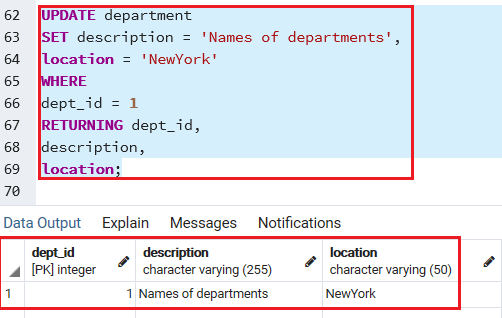 62 UPDATE department
63 SET description = 'Names of departments',
64 location = 'NewYork'
65 WHERE
66 dept_id = 1
67 RETURNING dept_id,
68 description,
69 location;
70
Data Output Explain Messages Notifications
dept_id description location
[PK] integer character varying (255) character varying (50)
1 1 Names of departments NewYork